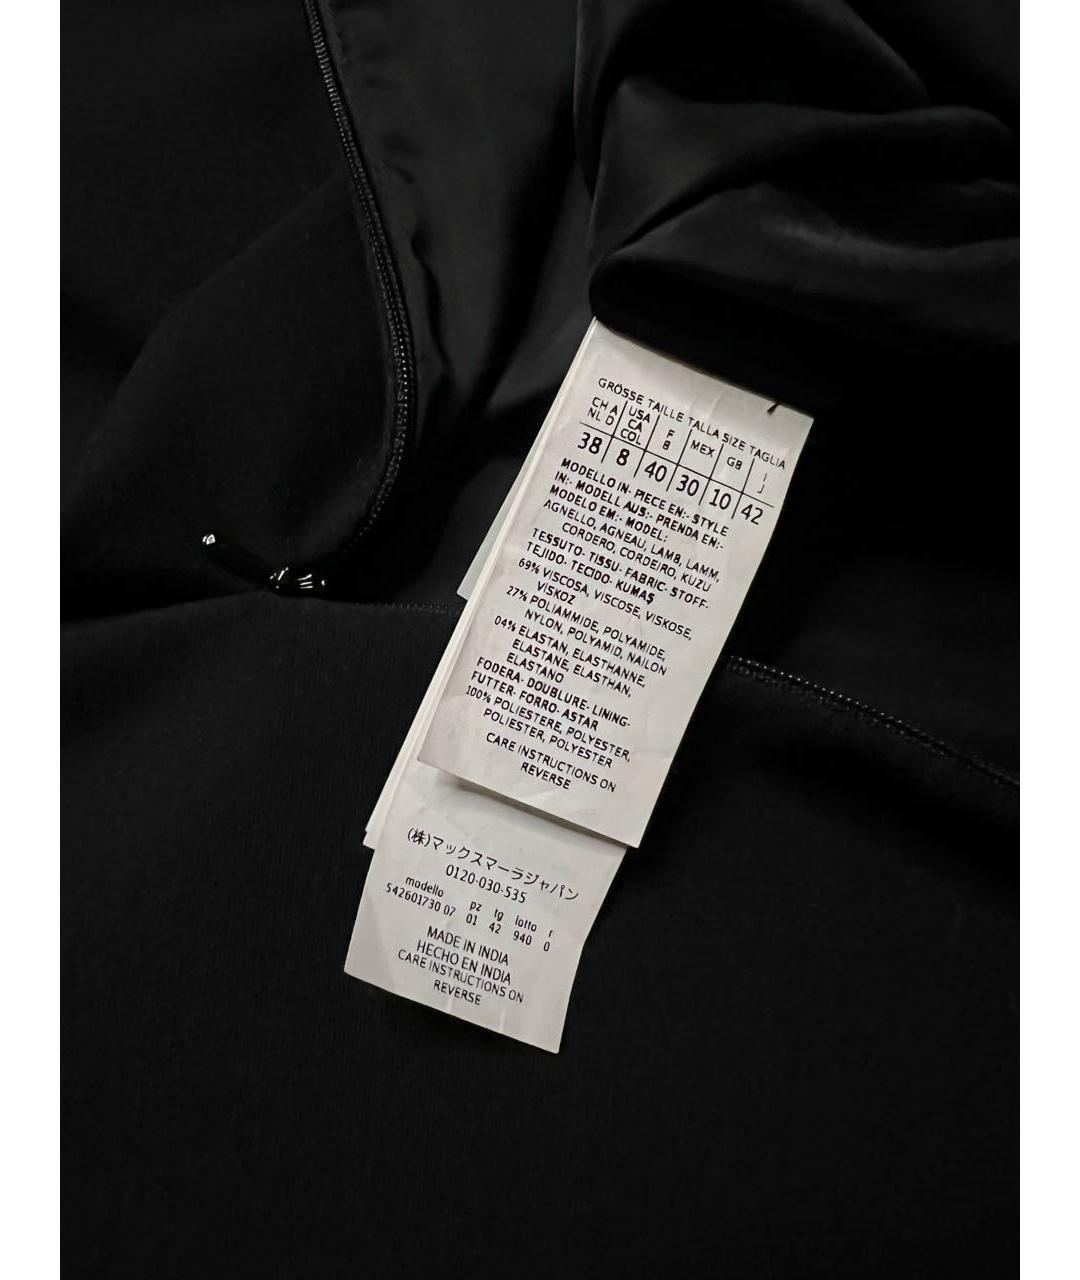 GRÖSSE TAILLE TALLA SIZE TAGLIA
CH A NL D | USA CA COL | F B | MEX | GB | I J
38 | 8 | 40 | 30 | 10 | 42
MODELLO IN- PIECE EN:- STYLE
IN:- MODELL AUS:- PRENDA EN:-
MODELO EM:- MODEL:
AGNELLO, AGNEAU, LAMB, LAMM,
CORDERO, CORDEIRO, KUZU
TESSUTO- TISSU- FABRIC- STOFF-
TEJIDO- TECIDO- KUMAŞ
69% VISCOSA, VISCOSE, VISKOSE,
VİSKOZ
27% POLIAMMIDE, POLYAMIDE,
NYLON, POLYAMID, NAILON
04% ELASTAN, ELASTHANNE,
ELASTANE, ELASTHAN,
ELASTANO
FODERA- DOUBLURE- LINING-
FUTTER- FORRO- ASTAR
100% POLIESTERE, POLYESTER,
POLIESTER, POLYESTER
CARE INSTRUCTIONS ON
REVERSE
(株)マックスマーラジャパン
0120-030-535
modello pz tg lotto r
542601730 07 01 42 940 0
MADE IN INDIA
HECHO EN INDIA
CARE INSTRUCTIONS ON
REVERSE